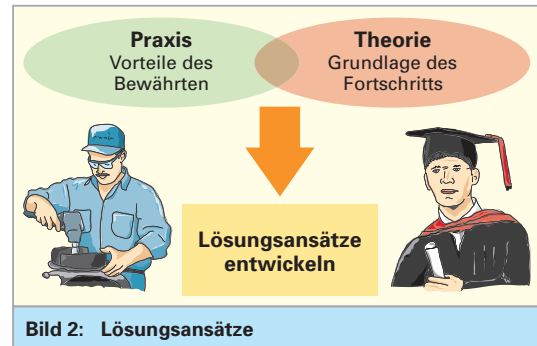 Praxis
Vorteile des
Bewährten
Theorie
Grundlage des
Fortschritts
Lösungsansätze
entwickeln
Bild 2: Lösungsansätze